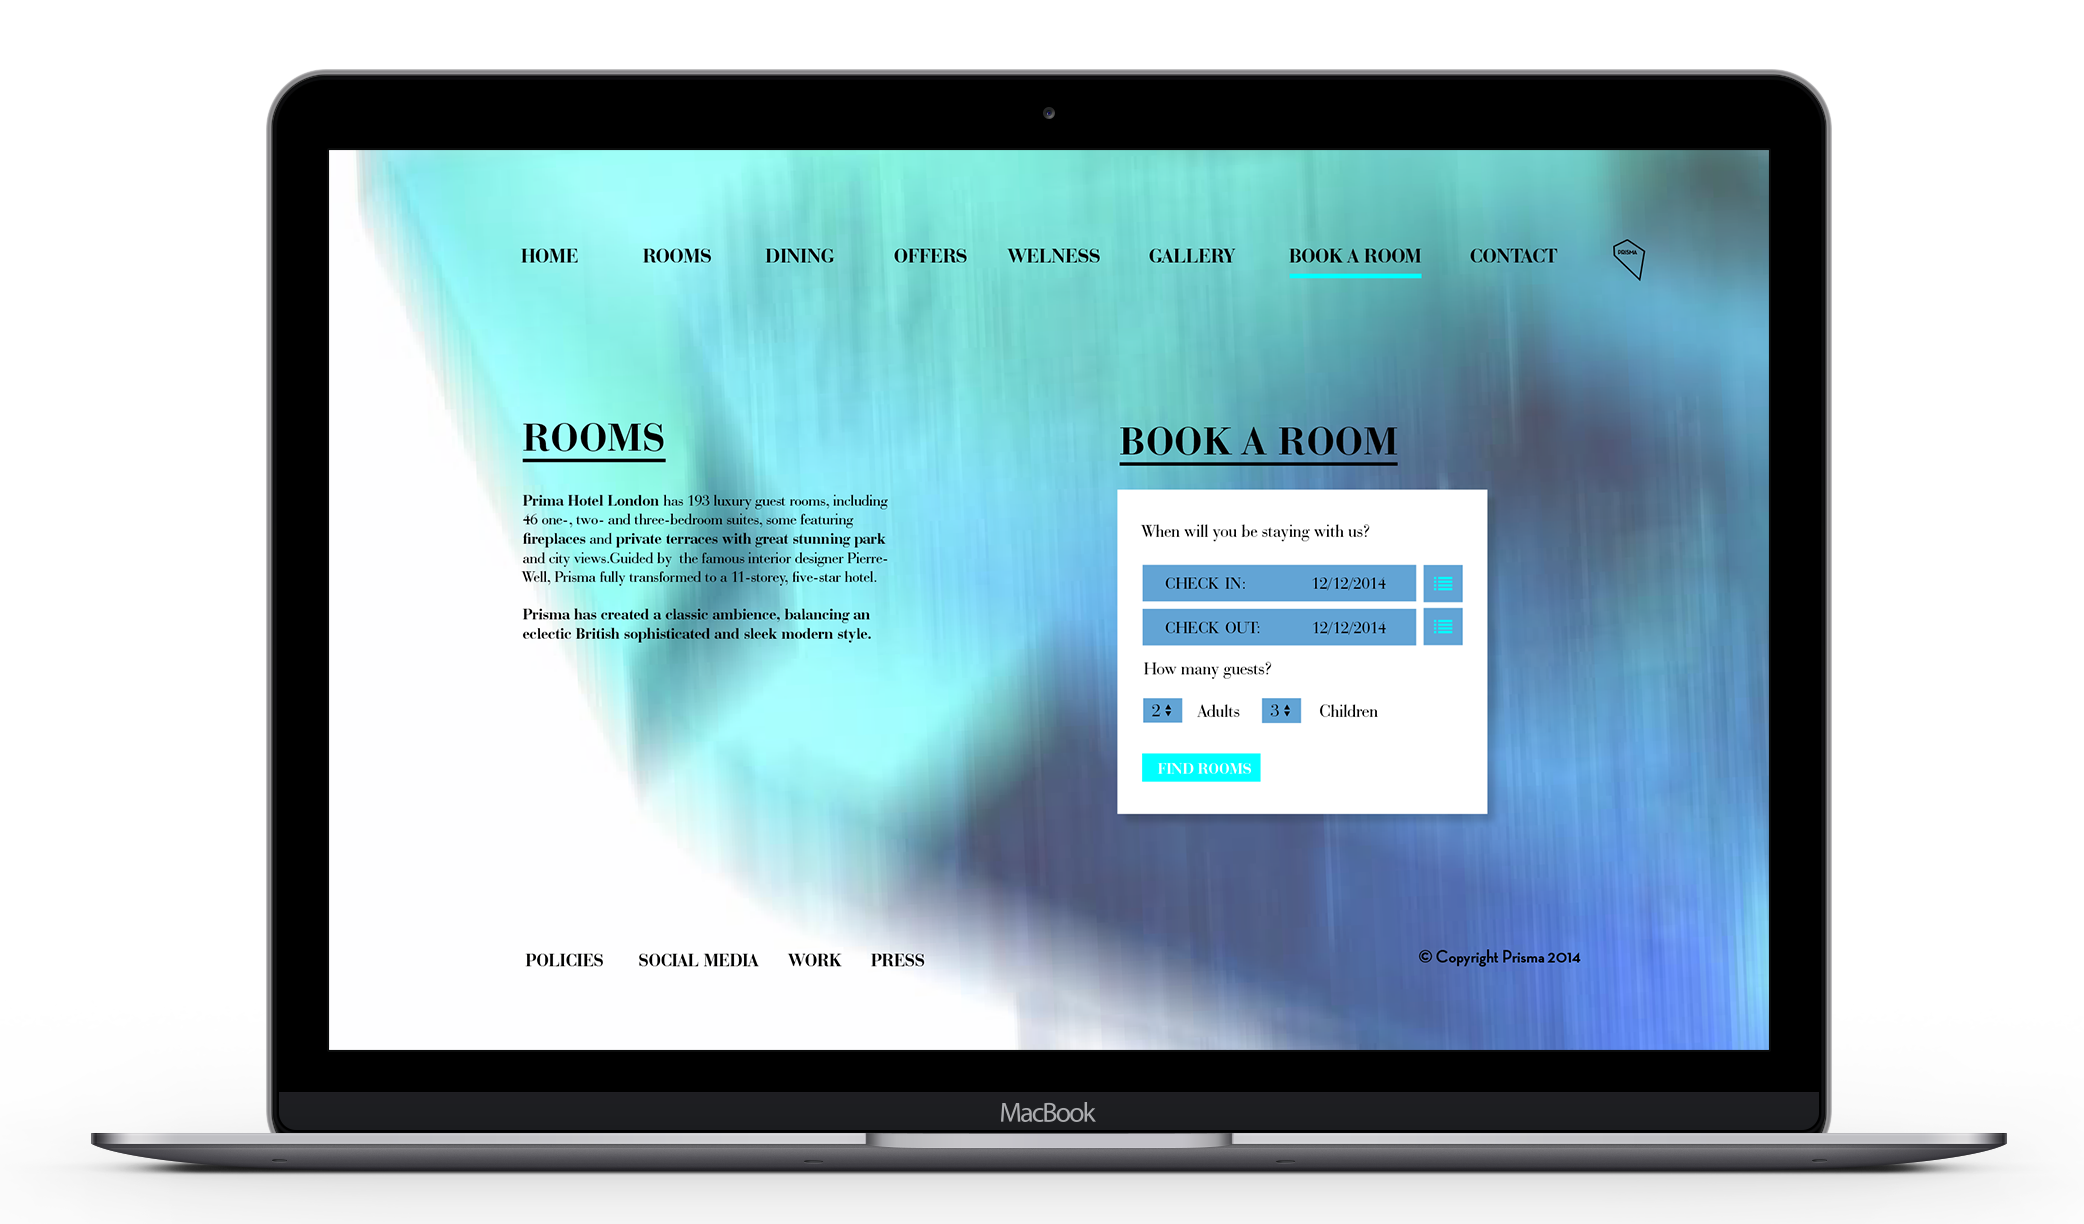 HOME ROOMS DINING OFFERS WELNESS GALLERY BOOK A ROOM CONTACT PRISMA
ROOMS
Prima Hotel London has 193 luxury guest rooms, including
46 one-, two- and three-bedroom suites, some featuring
fireplaces and private terraces with great stunning park
and city views.Guided by the famous interior designer Pierre-
Well, Prisma fully transformed to a 11-storey, five-star hotel.
Prisma has created a classic ambience, balancing an
eclectic British sophisticated and sleek modern style.
BOOK A ROOM
When will you be staying with us?
CHECK IN: 12/12/2014
CHECK OUT: 12/12/2014
How many guests?
2 Adults 3 Children
FIND ROOMS
POLICIES SOCIAL MEDIA WORK PRESS
© Copyright Prisma 2014
MacBook